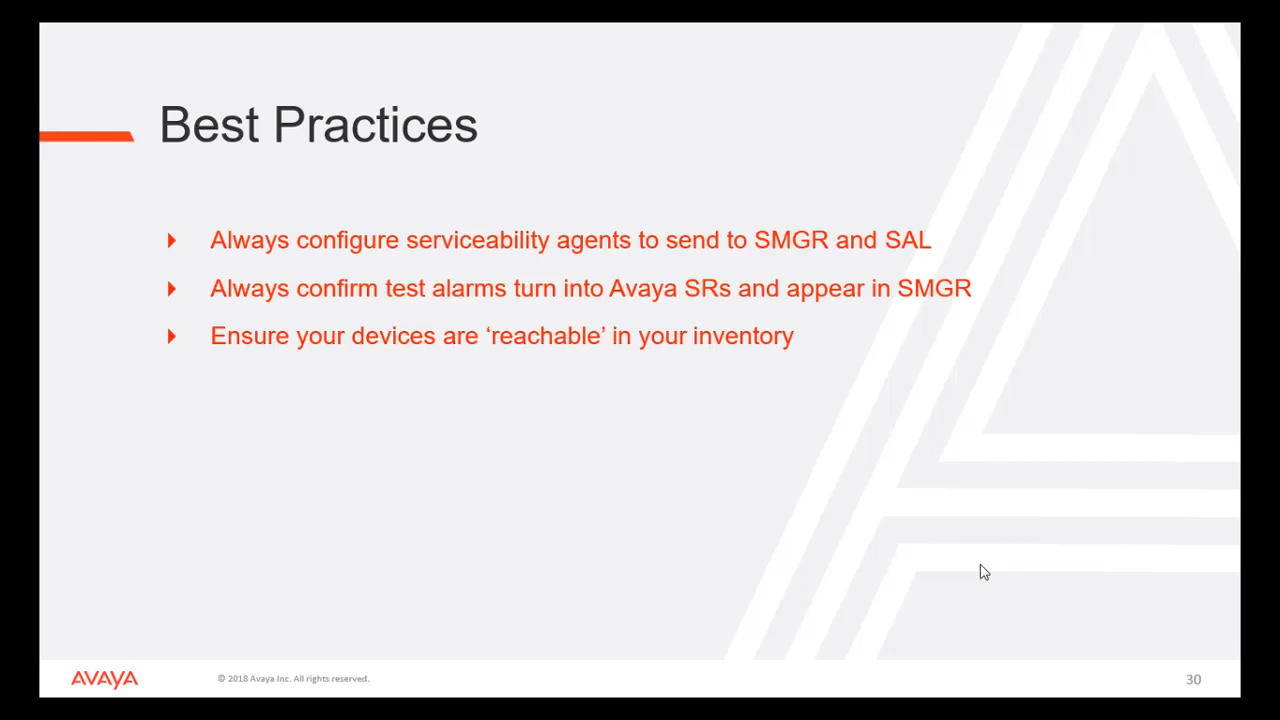 Best Practices
Always configure serviceability agents to send to SMGR and SAL
Always confirm test alarms turn into Avaya SRs and appear in SMGR
Ensure your devices are ‘reachable’ in your inventory
AVAYA
© 2018 Avaya Inc. All rights reserved.
30